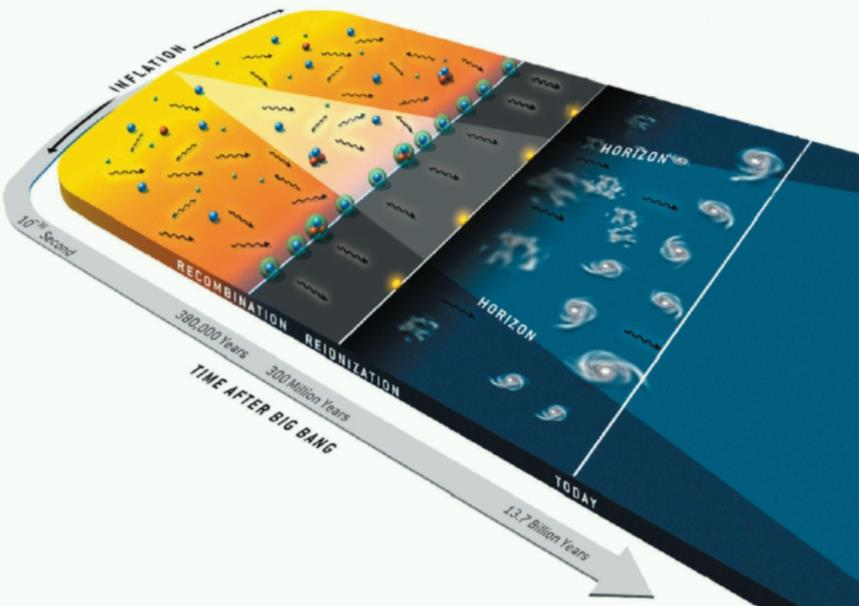 INFLATION
HORIZON
HORIZON
10⁻³⁴ Second
RECOMBINATION
380,000 Years
REIONIZATION
300 Million Years
TIME AFTER BIG BANG
TODAY
13.7 Billion Years